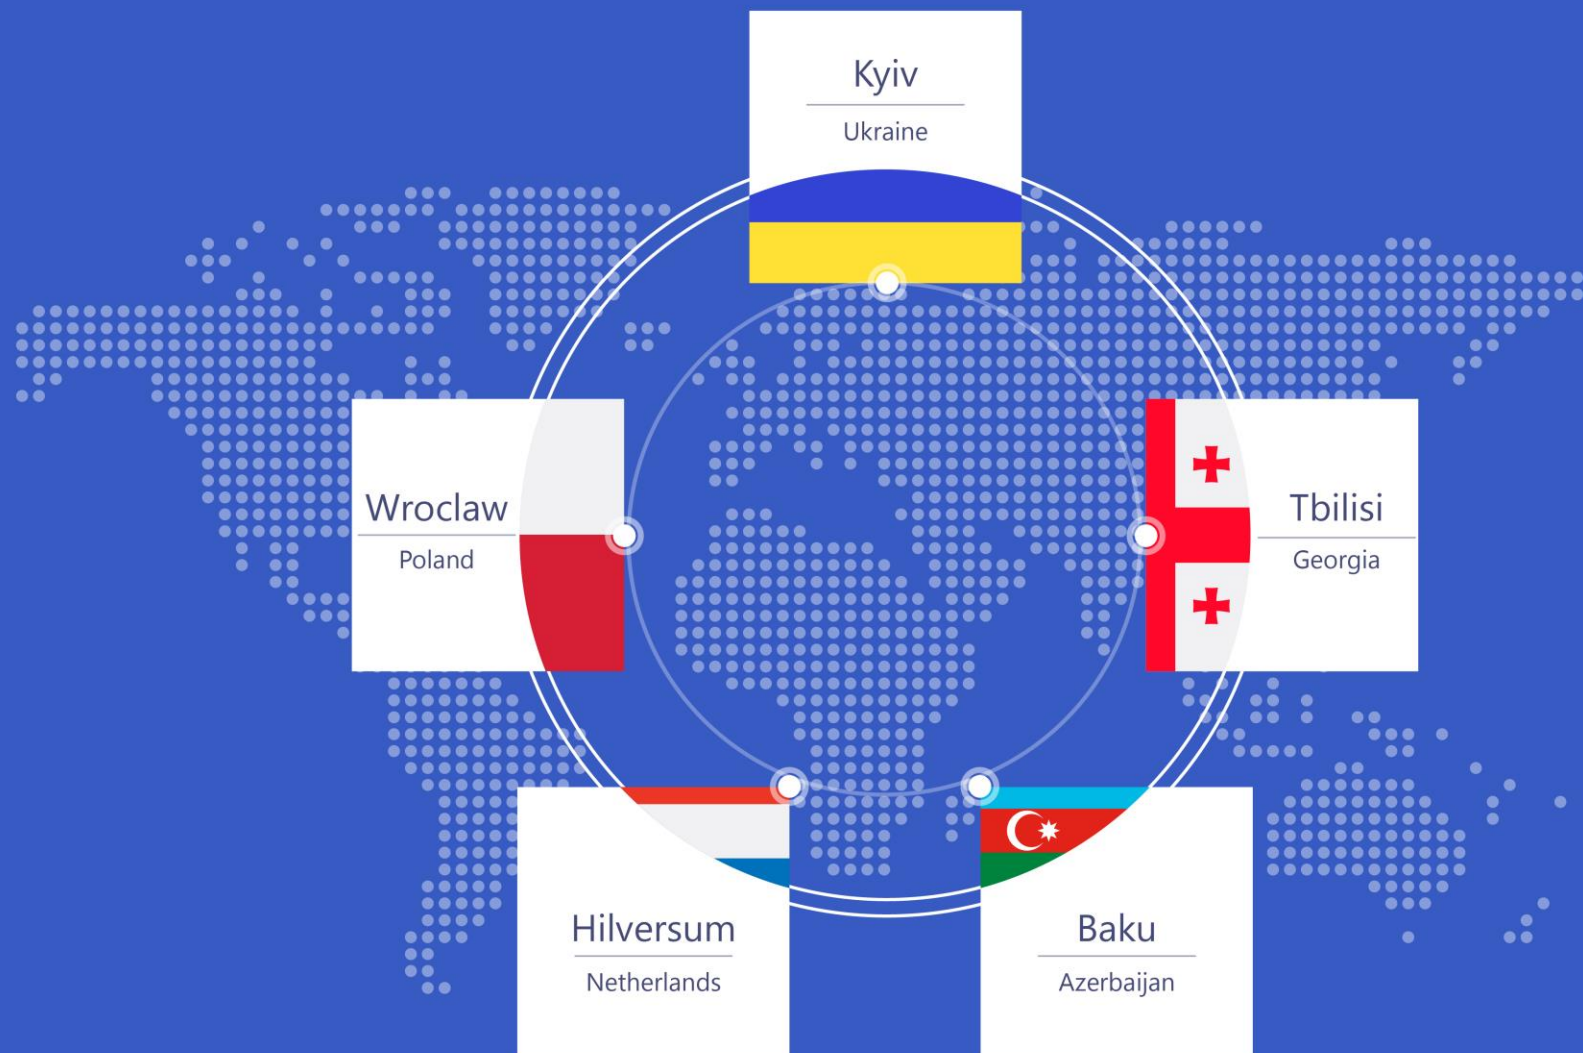 Kyiv
Ukraine
Wroclaw
Poland
Tbilisi
Georgia
Hilversum
Netherlands
Baku
Azerbaijan